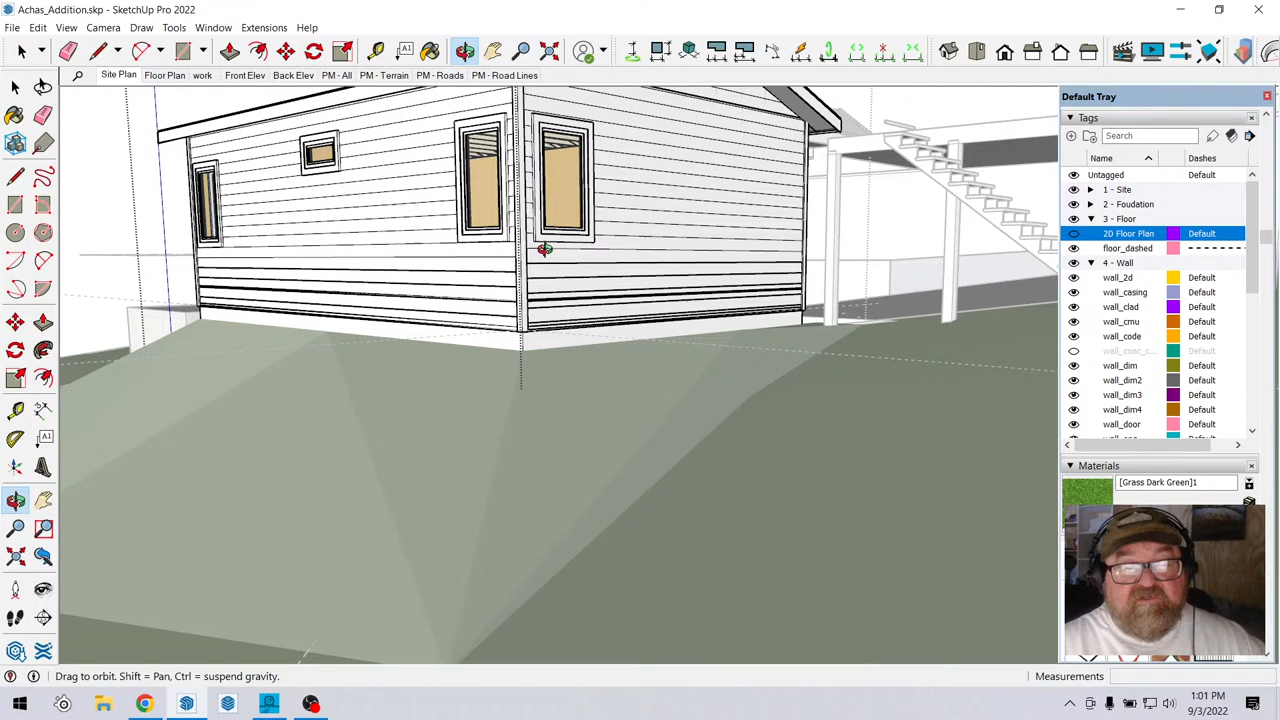 Achas_Addition.skp - SketchUp Pro 2022
File Edit View Camera Draw Tools Window Extensions Help
Site Plan Floor Plan work Front Elev Back Elev PM - All PM - Terrain PM - Roads PM - Road Lines
Default Tray
Tags
Search
Name Dashes
Untagged Default
1 - Site
2 - Foudation
3 - Floor
2D Floor Plan Default
floor_dashed
4 - Wall
wall_2d Default
wall_casing Default
wall_clad Default
wall_cmu Default
wall_code Default
wall_conc_c... Default
wall_dim Default
wall_dim2 Default
wall_dim3 Default
wall_dim4 Default
wall_door Default
Materials
[Grass Dark Green]1
Drag to orbit. Shift = Pan, Ctrl = suspend gravity.
Measurements
1:01 PM
9/3/2022